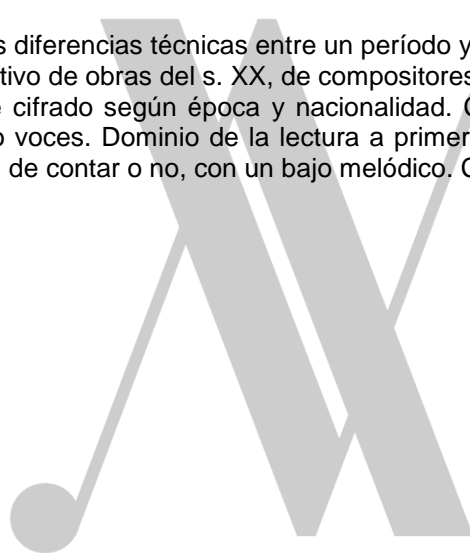 s diferencias técnicas entre un período y
tivo de obras del s. XX, de compositores
e cifrado según época y nacionalidad.
o voces. Dominio de la lectura a primer
de contar o no, con un bajo melódico.